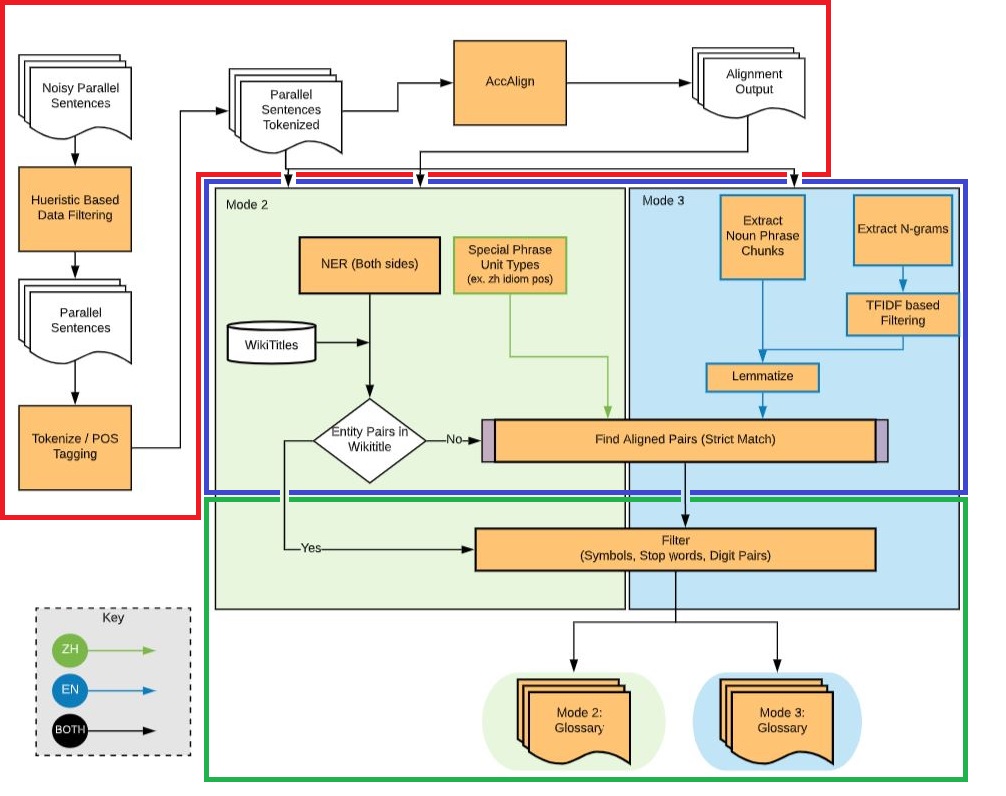 Noisy Parallel
Sentences
Hueristic Based
Data Filtering
Parallel
Sentences
Tokenize / POS
Tagging
Parallel
Sentences
Tokenized
AccAlign
Alignment
Output
Mode 2
NER (Both sides)
Special Phrase
Unit Types
(ex. zh idiom pos)
WikiTitles
Entity Pairs in
Wikititle
No
Yes
Mode 3
Extract
Noun Phrase
Chunks
Extract N-grams
TFIDF based
Filtering
Lemmatize
Find Aligned Pairs (Strict Match)
Filter
(Symbols, Stop words, Digit Pairs)
Mode 2:
Glossary
Mode 3:
Glossary
Key
ZH
EN
BOTH